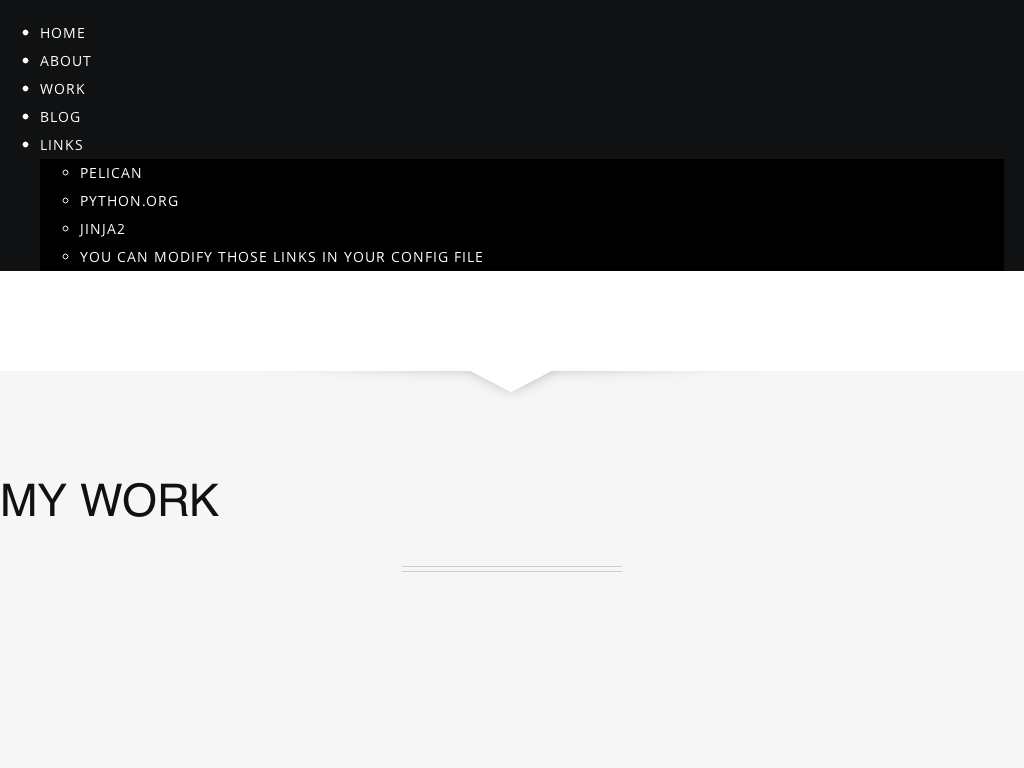 HOME
ABOUT
WORK
BLOG
LINKS
PELICAN
PYTHON.ORG
JINJA2
YOU CAN MODIFY THOSE LINKS IN YOUR CONFIG FILE
MY WORK